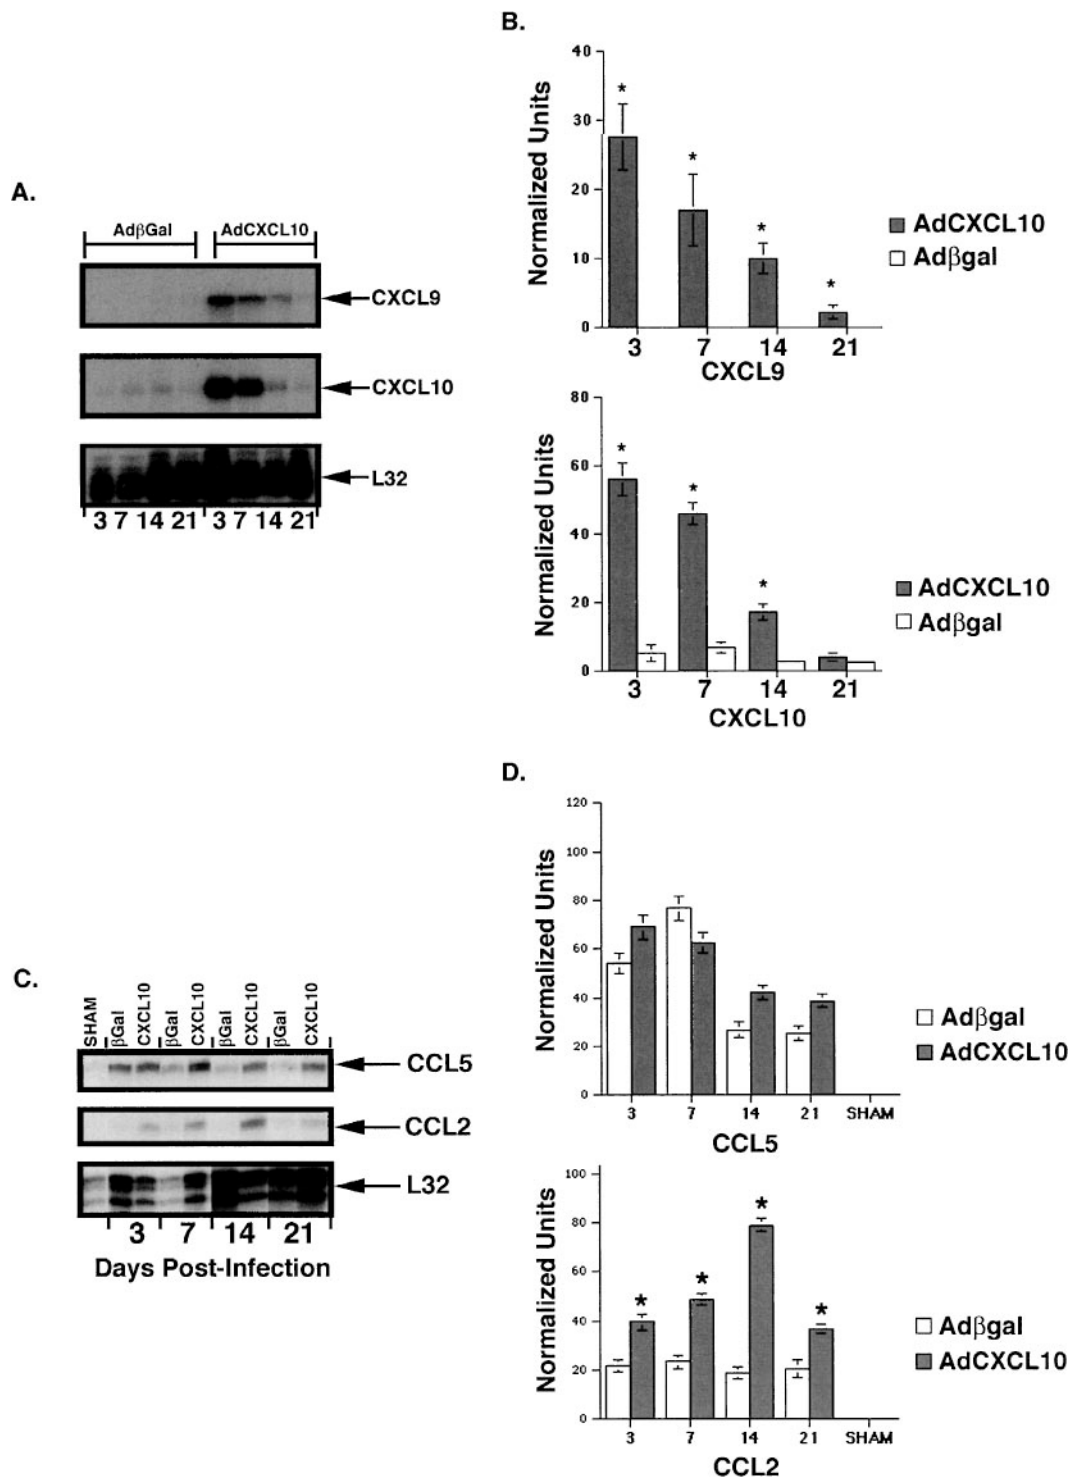 A.
AdβGal AdCXCL10
CXCL9
CXCL10
L32
3 7 14 21 3 7 14 21
B.
Normalized Units
40
30
20
10
0
* * * *
3 7 14 21
CXCL9
AdCXCL10
Adβgal
Normalized Units
80
60
40
20
0
* * *
3 7 14 21
CXCL10
AdCXCL10
Adβgal
C.
SHAM βGal CXCL10 βGal CXCL10 βGal CXCL10 βGal CXCL10
CCL5
CCL2
L32
3 7 14 21
Days Post-Infection
D.
Normalized Units
120
100
80
60
40
20
0
3 7 14 21 SHAM
CCL5
Adβgal
AdCXCL10
Normalized Units
100
80
60
40
20
0
* * * *
3 7 14 21 SHAM
CCL2
Adβgal
AdCXCL10